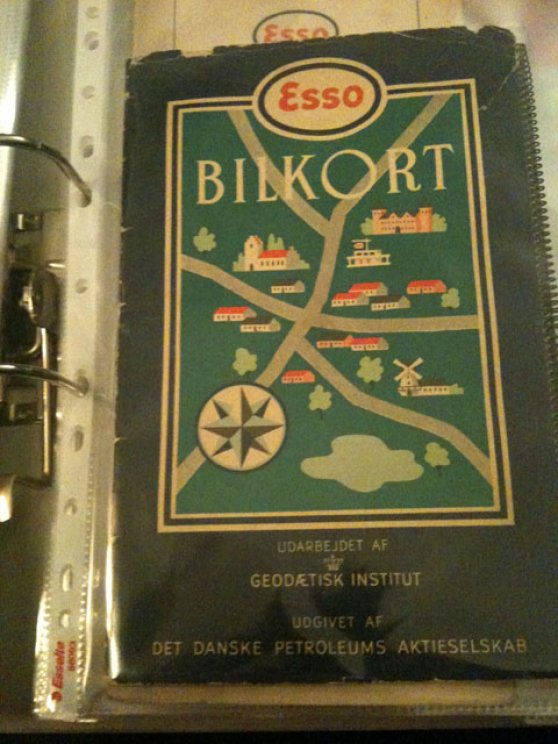 Esso
Esso
BILKORT
UDARBEJDET AF
GEODÆTISK INSTITUT
UDGIVET AF
DET DANSKE PETROLEUMS AKTIESELSKAB
Esselte